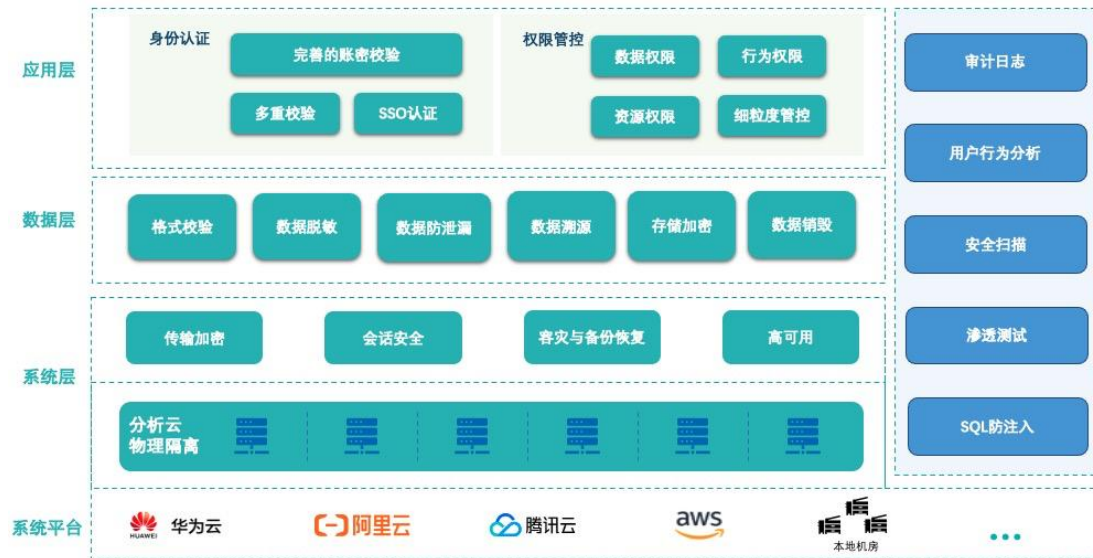 应用层
身份认证
完善的账密校验
多重校验
SSO认证
权限管控
数据权限
行为权限
资源权限
细粒度管控
数据层
格式校验
数据脱敏
数据防泄漏
数据溯源
存储加密
数据销毁
系统层
传输加密
会话安全
容灾与备份恢复
高可用
分析云
物理隔离
系统平台
HUAWEI
华为云
阿里云
腾讯云
aws
本地机房
...
审计日志
用户行为分析
安全扫描
渗透测试
SQL防注入